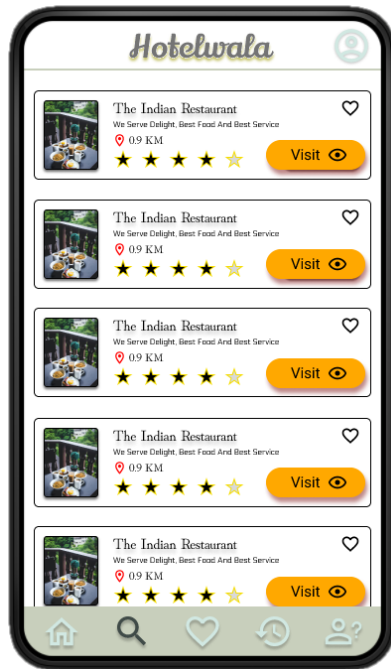 Hotelwala
The Indian Restaurant
We Serve Delight, Best Food And Best Service
0.9 KM
Visit
The Indian Restaurant
We Serve Delight, Best Food And Best Service
0.9 KM
Visit
The Indian Restaurant
We Serve Delight, Best Food And Best Service
0.9 KM
Visit
The Indian Restaurant
We Serve Delight, Best Food And Best Service
0.9 KM
Visit
The Indian Restaurant
We Serve Delight, Best Food And Best Service
0.9 KM
Visit
?